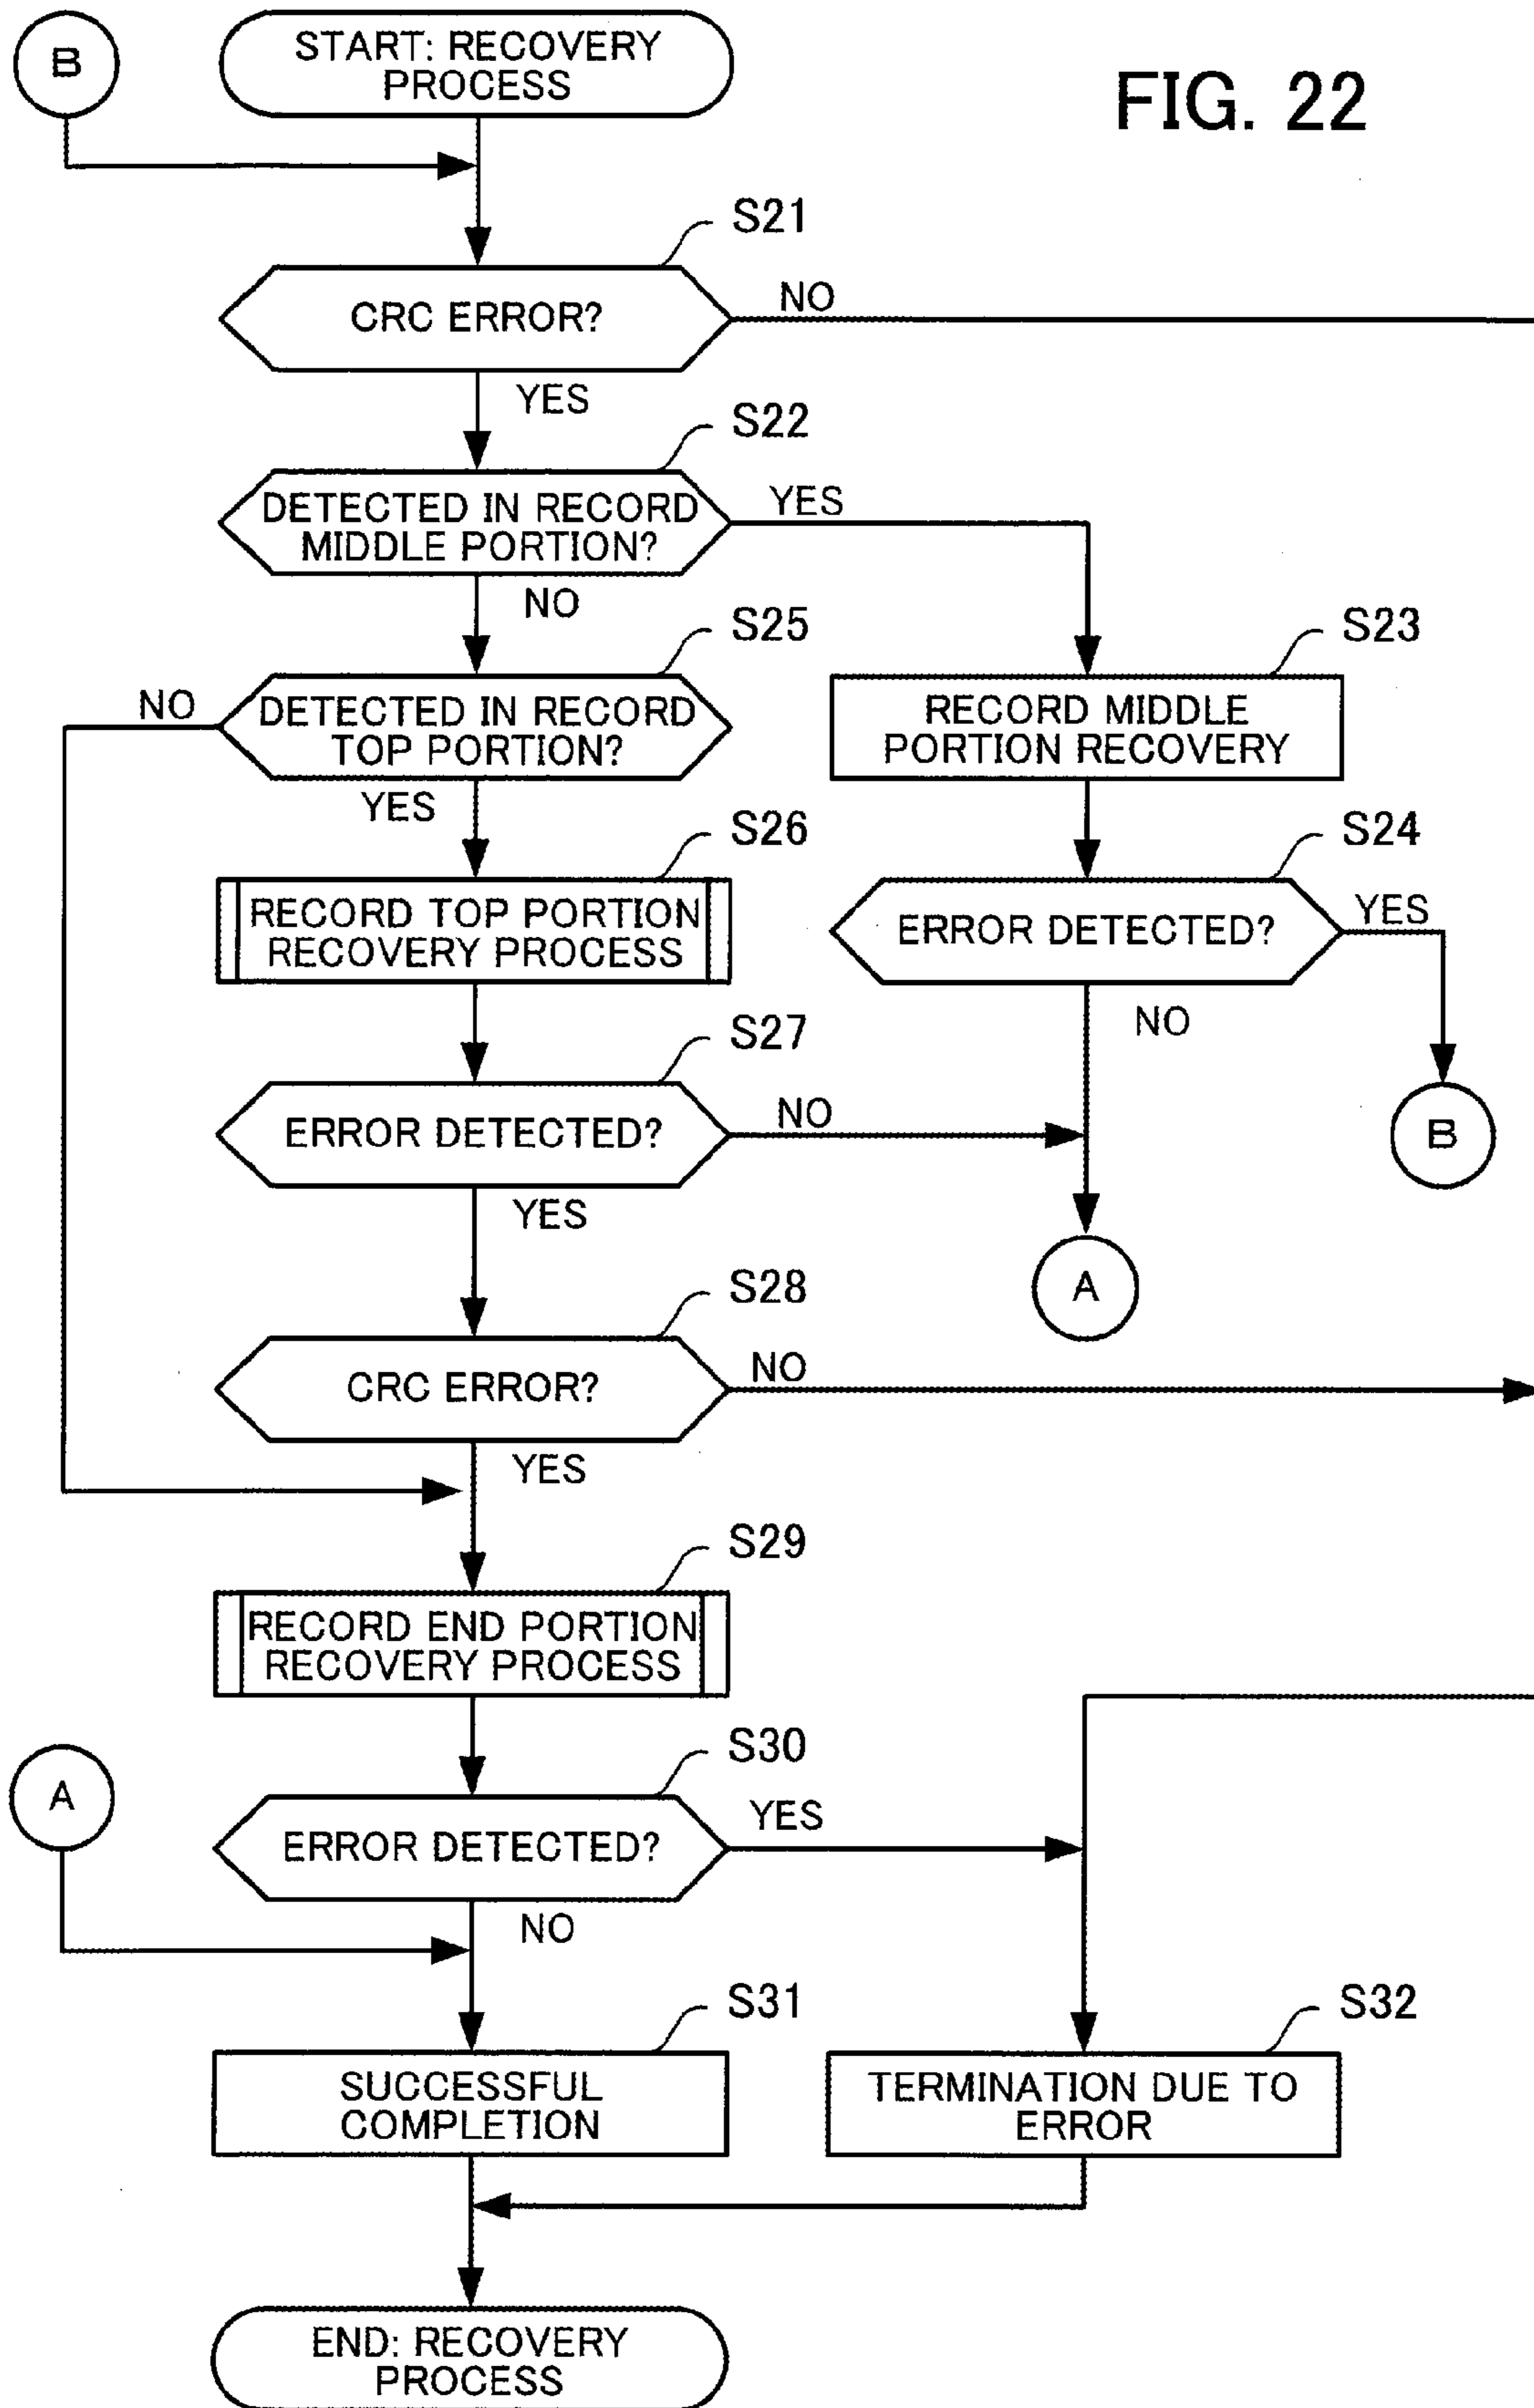 B
START: RECOVERY
PROCESS
FIG. 22
S21
CRC ERROR?
NO
YES
S22
DETECTED IN RECORD
MIDDLE PORTION?
YES
NO
S25
S23
NO
DETECTED IN RECORD
TOP PORTION?
RECORD MIDDLE
PORTION RECOVERY
YES
S26
S24
RECORD TOP PORTION
RECOVERY PROCESS
ERROR DETECTED?
YES
NO
S27
ERROR DETECTED?
NO
B
YES
S28
A
CRC ERROR?
NO
YES
S29
RECORD END PORTION
RECOVERY PROCESS
S30
A
ERROR DETECTED?
YES
NO
S31
S32
SUCCESSFUL
COMPLETION
TERMINATION DUE TO
ERROR
END: RECOVERY
PROCESS